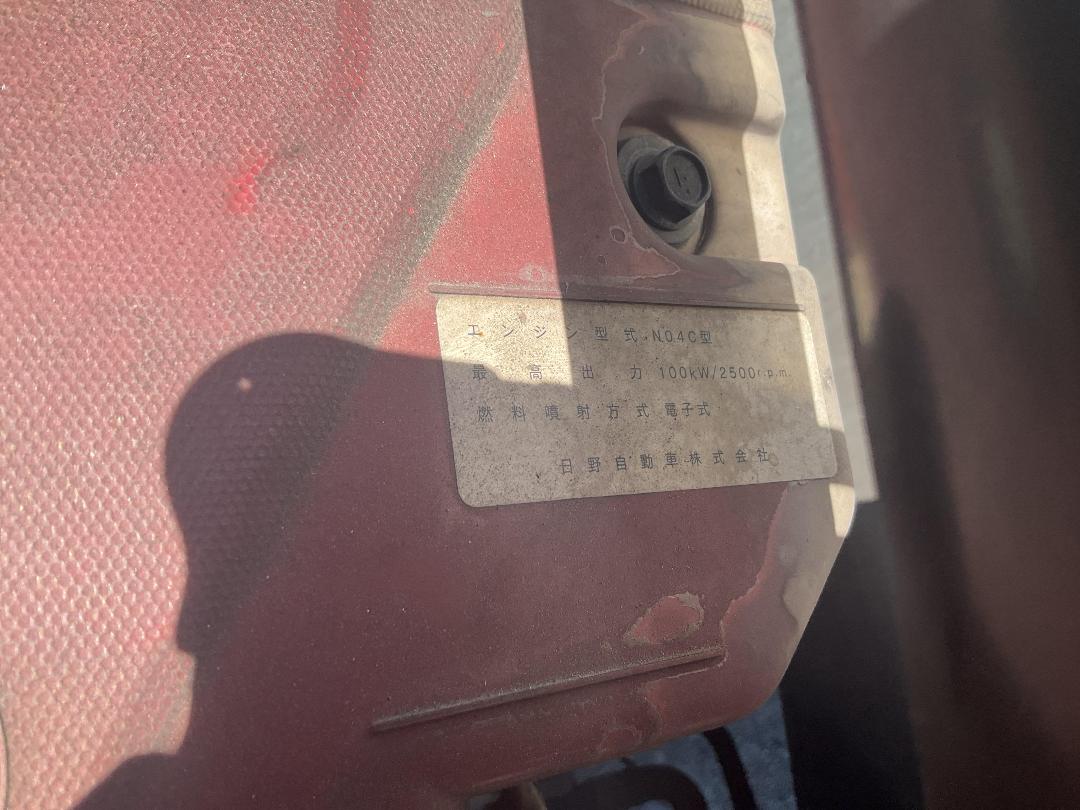 エンジン型式 N04C型
最高出力 100kW/2500r.p.m.
燃料噴射方式 電子式
日野自動車株式会社